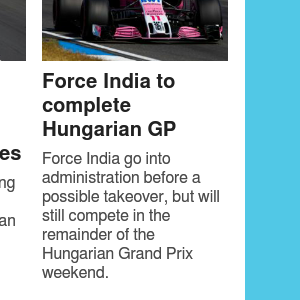 Force India to
complete
Hungarian GP
Force India go into
administration before a
possible takeover, but will
still compete in the
remainder of the
Hungarian Grand Prix
weekend.
es
ng
an
11